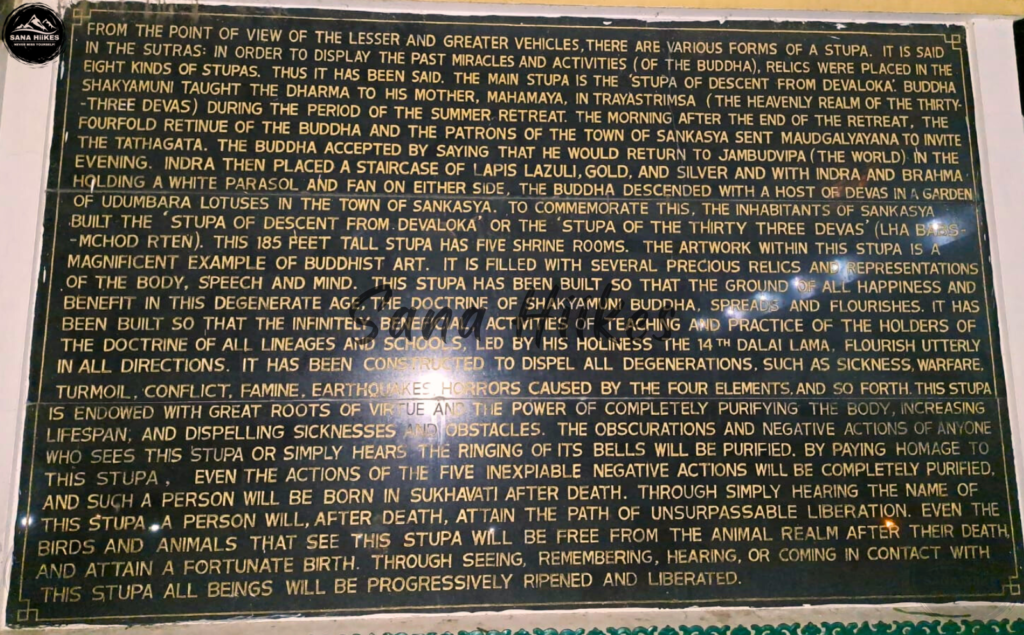 SANA HIIKES
NEVER MIND YOURSELF!
FROM THE POINT OF VIEW OF THE LESSER AND GREATER VEHICLES, THERE ARE VARIOUS FORMS OF A STUPA. IT IS SAID
IN THE SUTRAS: IN ORDER TO DISPLAY THE PAST MIRACLES AND ACTIVITIES (OF THE BUDDHA), RELICS WERE PLACED IN THE
EIGHT KINDS OF STUPAS. THUS IT HAS BEEN SAID. THE MAIN STUPA IS THE 'STUPA OF DESCENT FROM DEVALOKA'. BUDDHA
SHAKYAMUNI TAUGHT THE DHARMA TO HIS MOTHER, MAHAMAYA, IN TRAYASTRIMSA (THE HEAVENLY REALM OF THE THIRTY-
-THREE DEVAS) DURING THE PERIOD OF THE SUMMER RETREAT. THE MORNING AFTER THE END OF THE RETREAT, THE
FOURFOLD RETINUE OF THE BUDDHA AND THE PATRONS OF THE TOWN OF SANKASYA SENT MAUDGALYAYANA TO INVITE
THE TATHAGATA. THE BUDDHA ACCEPTED BY SAYING THAT HE WOULD RETURN TO JAMBUDVIPA (THE WORLD) IN THE
EVENING. INDRA THEN PLACED A STAIRCASE OF LAPIS LAZULI, GOLD, AND SILVER AND WITH INDRA AND BRAHMA
HOLDING A WHITE PARASOL AND FAN ON EITHER SIDE, THE BUDDHA DESCENDED WITH A HOST OF DEVAS IN A GARDEN
OF UDUMBARA LOTUSES IN THE TOWN OF SANKASYA. TO COMMEMORATE THIS, THE INHABITANTS OF SANKASYA
BUILT THE 'STUPA OF DESCENT FROM DEVALOKA' OR THE 'STUPA OF THE THIRTY THREE DEVAS' (LHA BABS-
-MCHOD RTEN). THIS 185 FEET TALL STUPA HAS FIVE SHRINE ROOMS. THE ARTWORK WITHIN THIS STUPA IS A
MAGNIFICENT EXAMPLE OF BUDDHIST ART. IT IS FILLED WITH SEVERAL PRECIOUS RELICS AND REPRESENTATIONS
OF THE BODY, SPEECH AND MIND. THIS STUPA HAS BEEN BUILT SO THAT THE GROUND OF ALL HAPPINESS AND
BENEFIT IN THIS DEGENERATE AGE, THE DOCTRINE OF SHAKYAMUNI BUDDHA, SPREADS AND FLOURISHES. IT HAS
BEEN BUILT SO THAT THE INFINITELY BENEFICIAL ACTIVITIES OF TEACHING AND PRACTICE OF THE HOLDERS OF
THE DOCTRINE OF ALL LINEAGES AND SCHOOLS, LED BY HIS HOLINESS THE 14TH DALAI LAMA, FLOURISH UTTERLY
IN ALL DIRECTIONS. IT HAS BEEN CONSTRUCTED TO DISPEL ALL DEGENERATIONS, SUCH AS SICKNESS, WARFARE,
TURMOIL, CONFLICT, FAMINE, EARTHQUAKES, HORRORS CAUSED BY THE FOUR ELEMENTS, AND SO FORTH. THIS STUPA
IS ENDOWED WITH GREAT ROOTS OF VIRTUE AND THE POWER OF COMPLETELY PURIFYING THE BODY, INCREASING
LIFESPAN, AND DISPELLING SICKNESSES AND OBSTACLES. THE OBSCURATIONS AND NEGATIVE ACTIONS OF ANYONE
WHO SEES THIS STUPA OR SIMPLY HEARS THE RINGING OF ITS BELLS WILL BE PURIFIED. BY PAYING HOMAGE TO
THIS STUPA, EVEN THE ACTIONS OF THE FIVE INEXPIABLE NEGATIVE ACTIONS WILL BE COMPLETELY PURIFIED,
AND SUCH A PERSON WILL BE BORN IN SUKHAVATI AFTER DEATH. THROUGH SIMPLY HEARING THE NAME OF
THIS STUPA, A PERSON WILL, AFTER DEATH, ATTAIN THE PATH OF UNSURPASSABLE LIBERATION. EVEN THE
BIRDS AND ANIMALS THAT SEE THIS STUPA WILL BE FREE FROM THE ANIMAL REALM AFTER THEIR DEATH,
AND ATTAIN A FORTUNATE BIRTH. THROUGH SEEING, REMEMBERING, HEARING, OR COMING IN CONTACT WITH
THIS STUPA ALL BEINGS WILL BE PROGRESSIVELY RIPENED AND LIBERATED.
Sana Hiikes